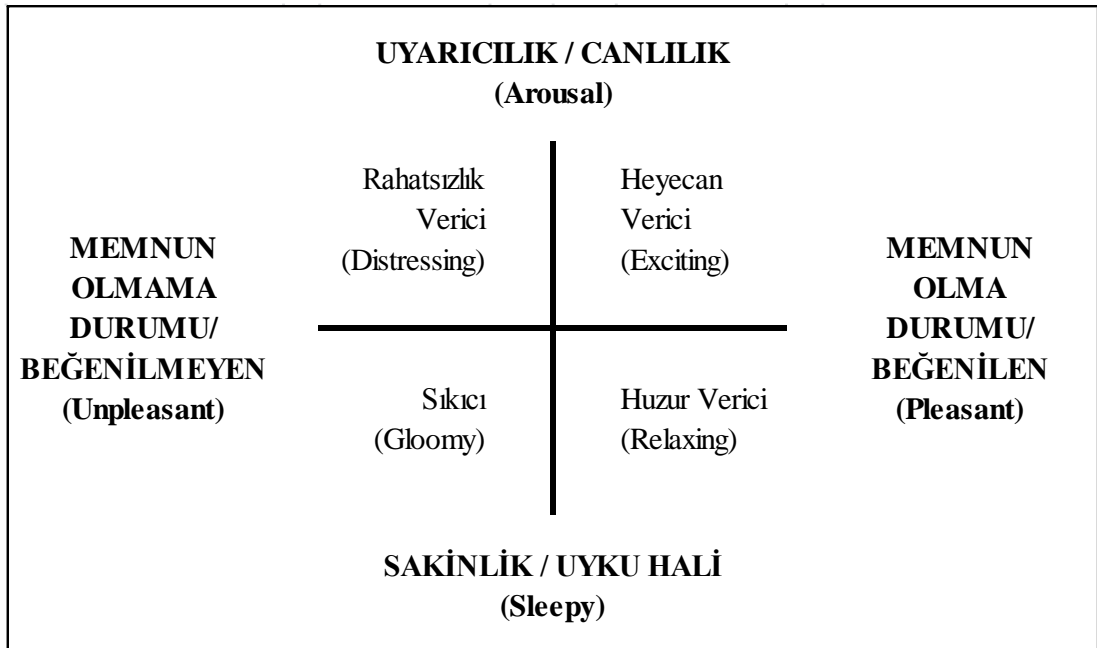 UYARICILIK / CANLILIK
(Arousal)
Rahatsızlık
Verici
(Distressing)
Heyecan
Verici
(Exciting)
MEMNUN
OLMAMA
DURUMU/
BEĞENİLMEYEN
(Unpleasant)
MEMNUN
OLMA
DURUMU/
BEĞENİLEN
(Pleasant)
Sıkıcı
(Gloomy)
Huzur Verici
(Relaxing)
SAKİNLİK / UYKU HALİ
(Sleepy)